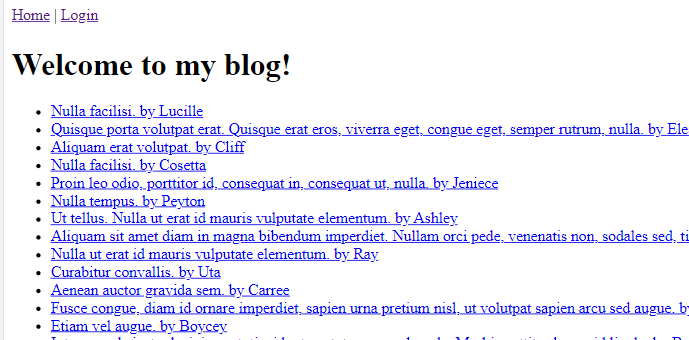 Home | Login
Welcome to my blog!
Nulla facilisi. by Lucille
Quisque porta volutpat erat. Quisque erat eros, viverra eget, congue eget, semper rutrum, nulla. by Ele
Aliquam erat volutpat. by Cliff
Nulla facilisi. by Cosetta
Proin leo odio, porttitor id, consequat in, consequat ut, nulla. by Jeniece
Nulla tempus. by Peyton
Ut tellus. Nulla ut erat id mauris vulputate elementum. by Ashley
Aliquam sit amet diam in magna bibendum imperdiet. Nullam orci pede, venenatis non, sodales sed, ti
Nulla ut erat id mauris vulputate elementum. by Ray
Curabitur convallis. by Uta
Aenean auctor gravida sem. by Carree
Fusce congue, diam id ornare imperdiet, sapien urna pretium nisl, ut volutpat sapien arcu sed augue. by
Etiam vel augue. by Boycey